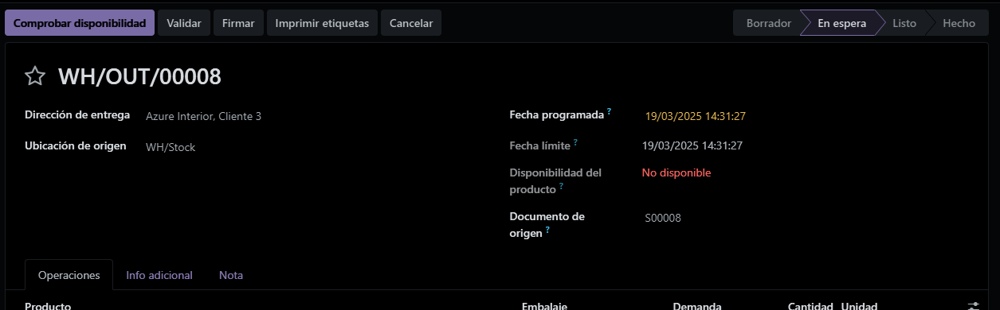 Comprobar disponibilidad Validar Firmar Imprimir etiquetas Cancelar Borrador En espera Listo Hecho
WH/OUT/00008
Dirección de entrega Azure Interior, Cliente 3
Ubicación de origen WH/Stock
Fecha programada ? 19/03/2025 14:31:27
Fecha límite ? 19/03/2025 14:31:27
Disponibilidad del No disponible
producto ?
Documento de S00008
origen ?
Operaciones Info adicional Nota
Producto Embalaje Demanda Cantidad Unidad